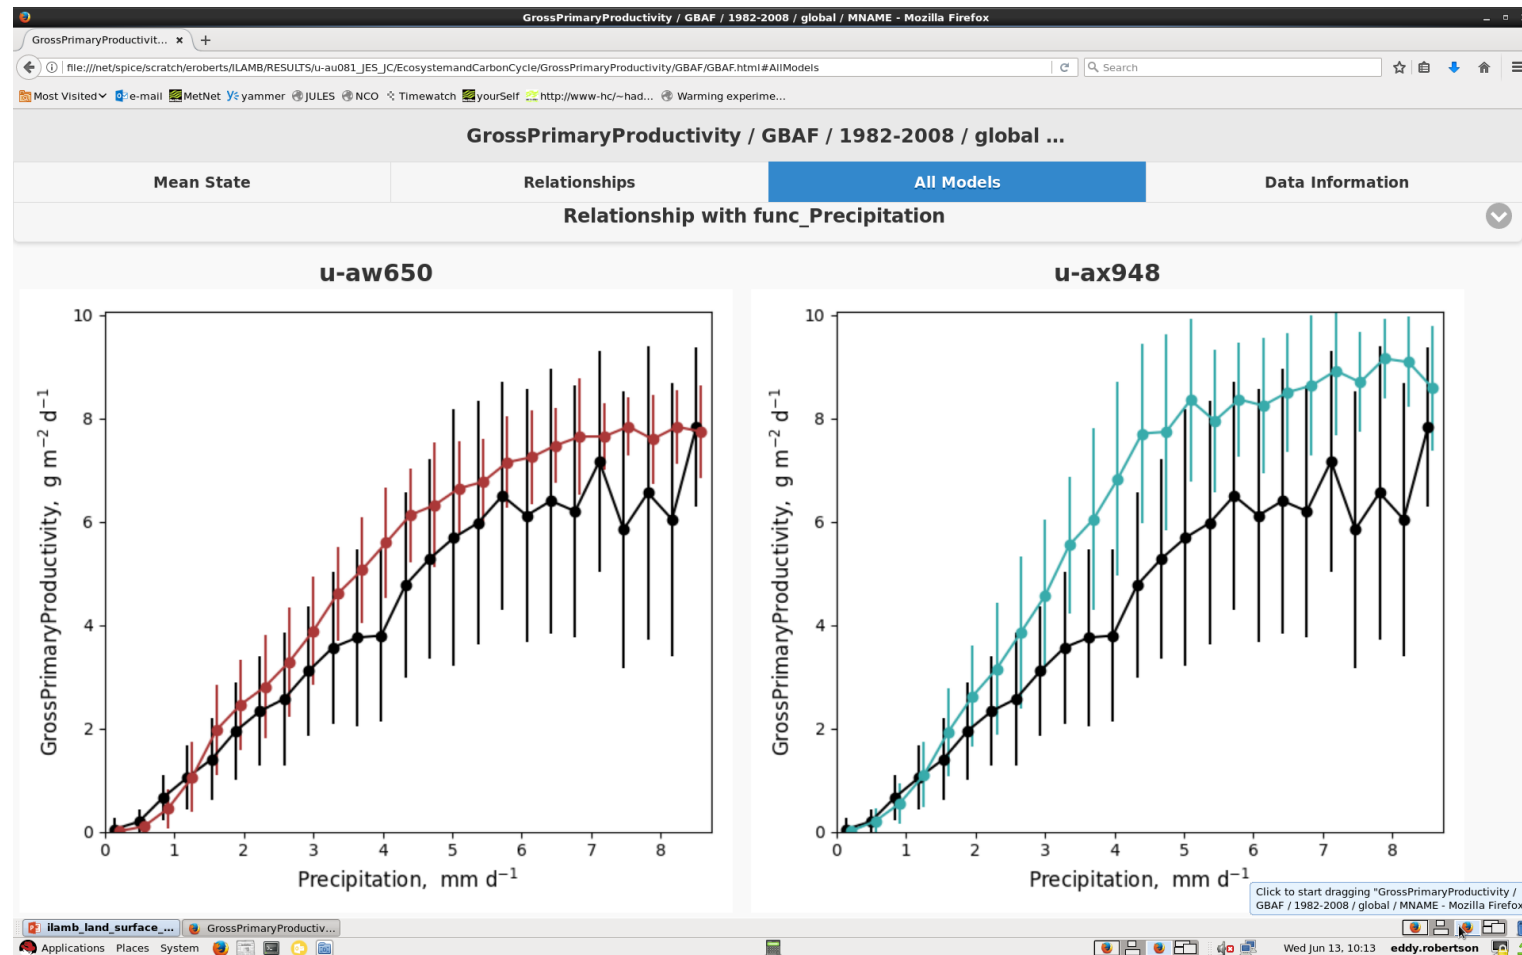 GrossPrimaryProductivity / GBAF / 1982-2008 / global / MNAME - Mozilla Firefox
GrossPrimaryProductivit... × +
file:///net/spice/scratch/eroberts/ILAMB/RESULTS/u-au081_JES_JC/EcosystemandCarbonCycle/GrossPrimaryProductivity/GBAF/GBAF.html#AllModels
Search
Most Visited e-mail MetNet yammer JULES NCO Timewatch yourSelf http://www-hc/~had... Warming experime...
GrossPrimaryProductivity / GBAF / 1982-2008 / global ...
Mean State Relationships All Models Data Information
Relationship with func_Precipitation
u-aw650
GrossPrimaryProductivity, g m⁻² d⁻¹
10
8
6
4
2
0
0 1 2 3 4 5 6 7 8
Precipitation, mm d⁻¹
u-ax948
GrossPrimaryProductivity, g m⁻² d⁻¹
10
8
6
4
2
0
0 1 2 3 4 5 6 7 8
Precipitation, mm d⁻¹
Click to start dragging "GrossPrimaryProductivity /
GBAF / 1982-2008 / global / MNAME - Mozilla Firefox
ilamb_land_surface_... GrossPrimaryProductiv...
Applications Places System Wed Jun 13, 10:13 eddy.robertson